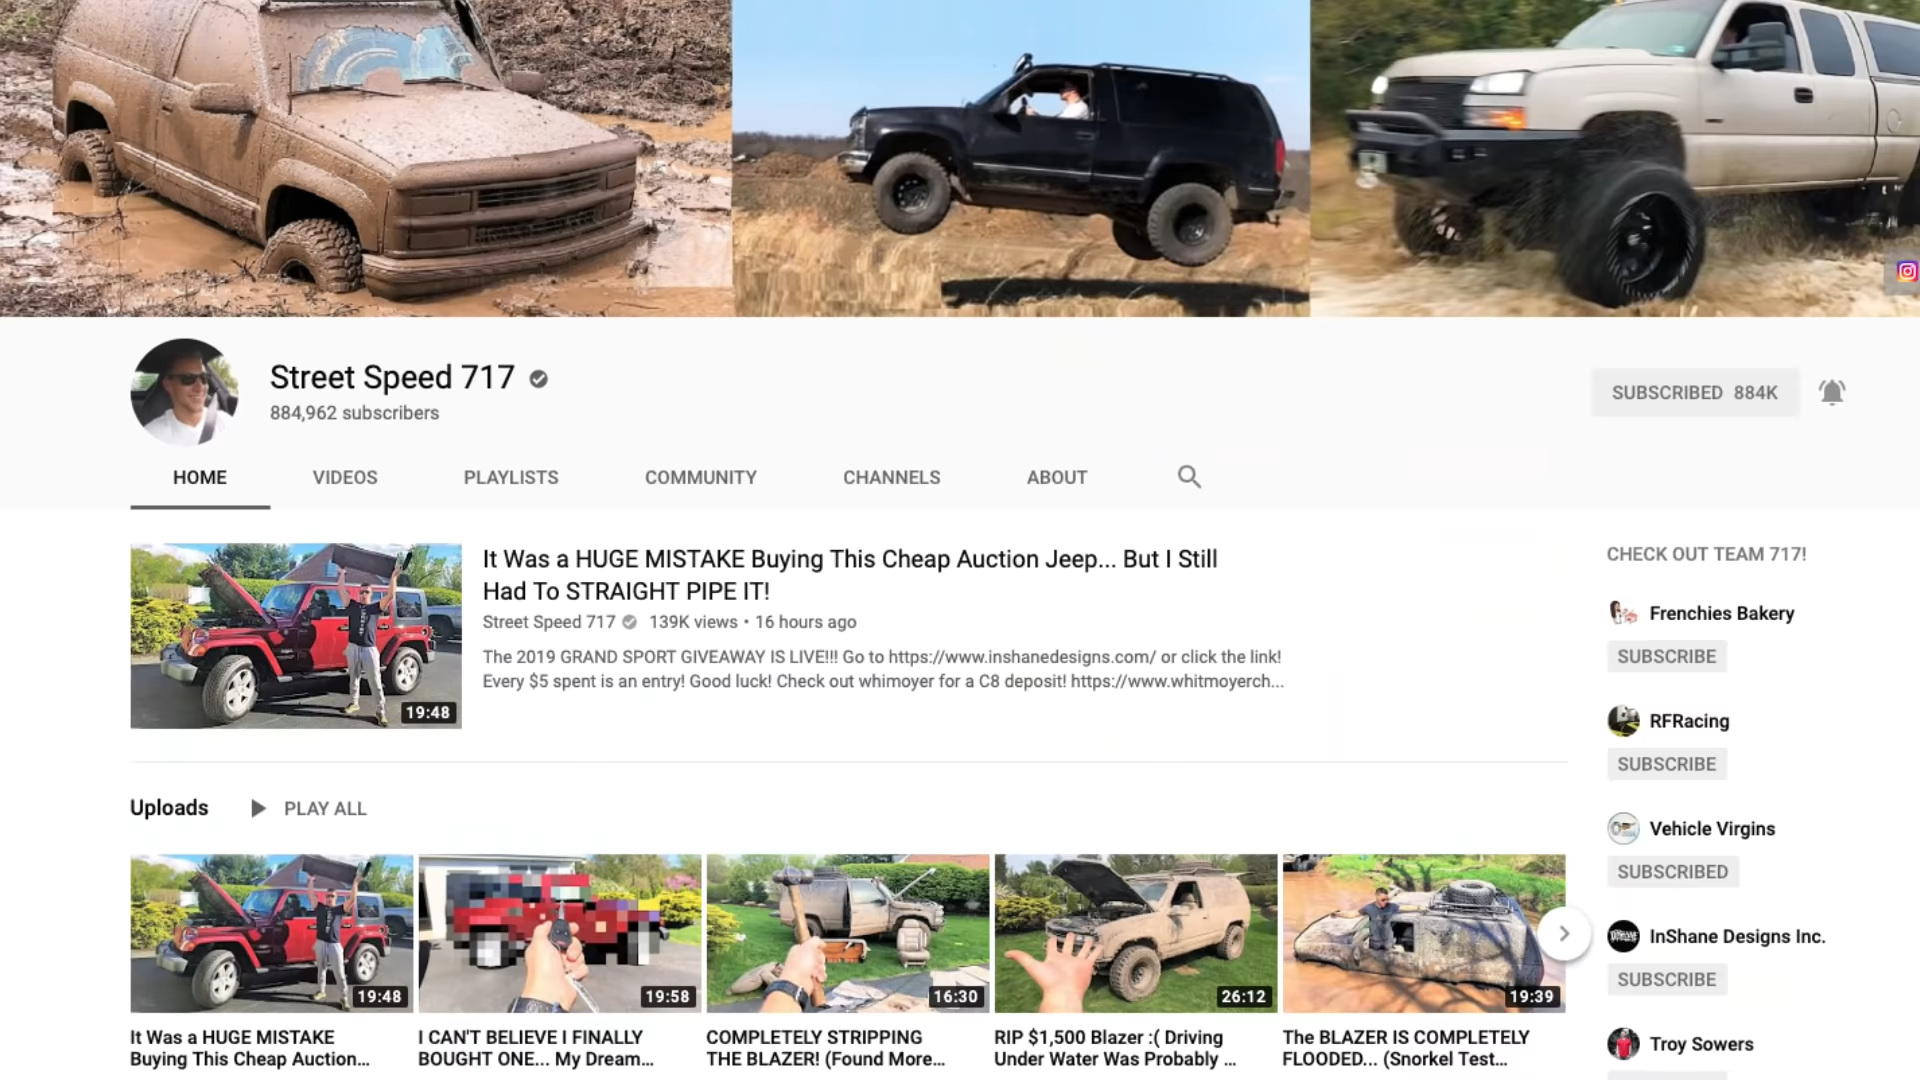 Street Speed 717
884,962 subscribers
SUBSCRIBED 884K
HOME VIDEOS PLAYLISTS COMMUNITY CHANNELS ABOUT
It Was a HUGE MISTAKE Buying This Cheap Auction Jeep... But I Still
Had To STRAIGHT PIPE IT!
Street Speed 717 139K views • 16 hours ago
The 2019 GRAND SPORT GIVEAWAY IS LIVE!!! Go to https://www.inshanedesigns.com/ or click the link!
Every $5 spent is an entry! Good luck! Check out whimoyer for a C8 deposit! https://www.whitmoyerch...
19:48
Uploads PLAY ALL
19:48
It Was a HUGE MISTAKE
Buying This Cheap Auction...
19:58
I CAN'T BELIEVE I FINALLY
BOUGHT ONE... My Dream...
16:30
COMPLETELY STRIPPING
THE BLAZER! (Found More...
26:12
RIP $1,500 Blazer :( Driving
Under Water Was Probably ...
19:39
The BLAZER IS COMPLETELY
FLOODED... (Snorkel Test...
CHECK OUT TEAM 717!
Frenchies Bakery
SUBSCRIBE
RFRacing
SUBSCRIBE
Vehicle Virgins
SUBSCRIBED
InShane Designs Inc.
SUBSCRIBE
Troy Sowers